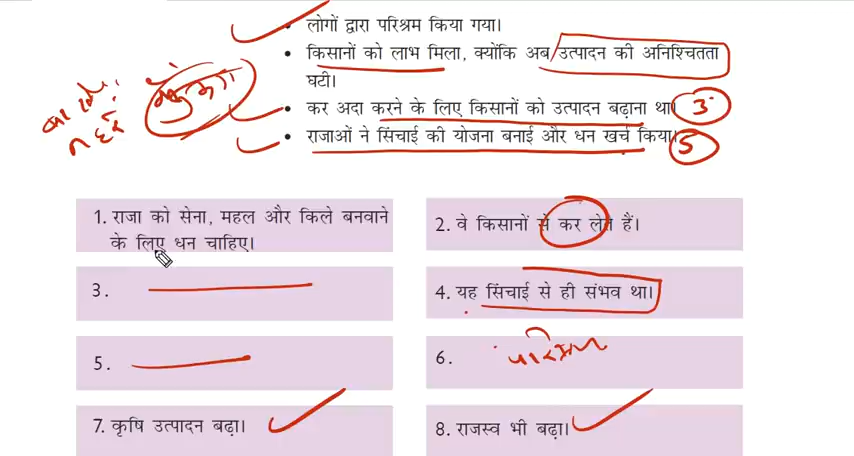 लोगों द्वारा परिश्रम किया गया।
किसानों को लाभ मिला, क्योंकि अब उत्पादन की अनिश्चितता
घटी।
कर अदा करने के लिए किसानों को उत्पादन बढ़ाना था। 3
राजाओं ने सिंचाई की योजना बनाई और धन खर्च किया। 5
1. राजा को सेना, महल और किले बनवाने
के लिए धन चाहिए।
2. वे किसानों से कर लेते हैं।
3.
4. यह सिंचाई से ही संभव था।
5.
6. परिश्रम
7. कृषि उत्पादन बढ़ा।
8. राजस्व भी बढ़ा।